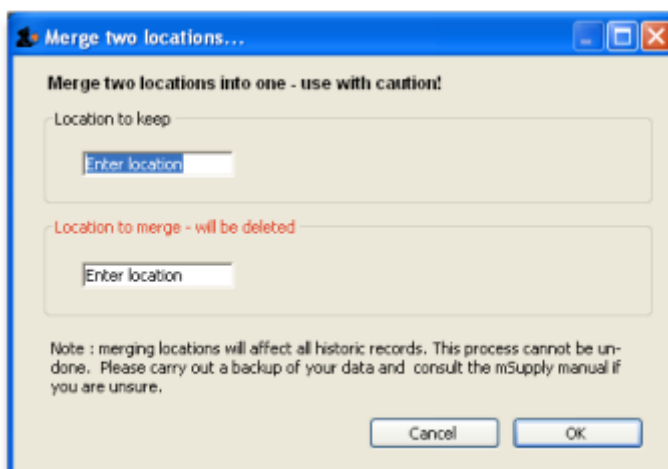 Merge two locations...
Merge two locations into one - use with caution!
Location to keep
Enter location
Location to merge - will be deleted
Enter location
Note : merging locations will affect all historic records. This process cannot be un-
done. Please carry out a backup of your data and consult the mSupply manual if
you are unsure.
Cancel OK